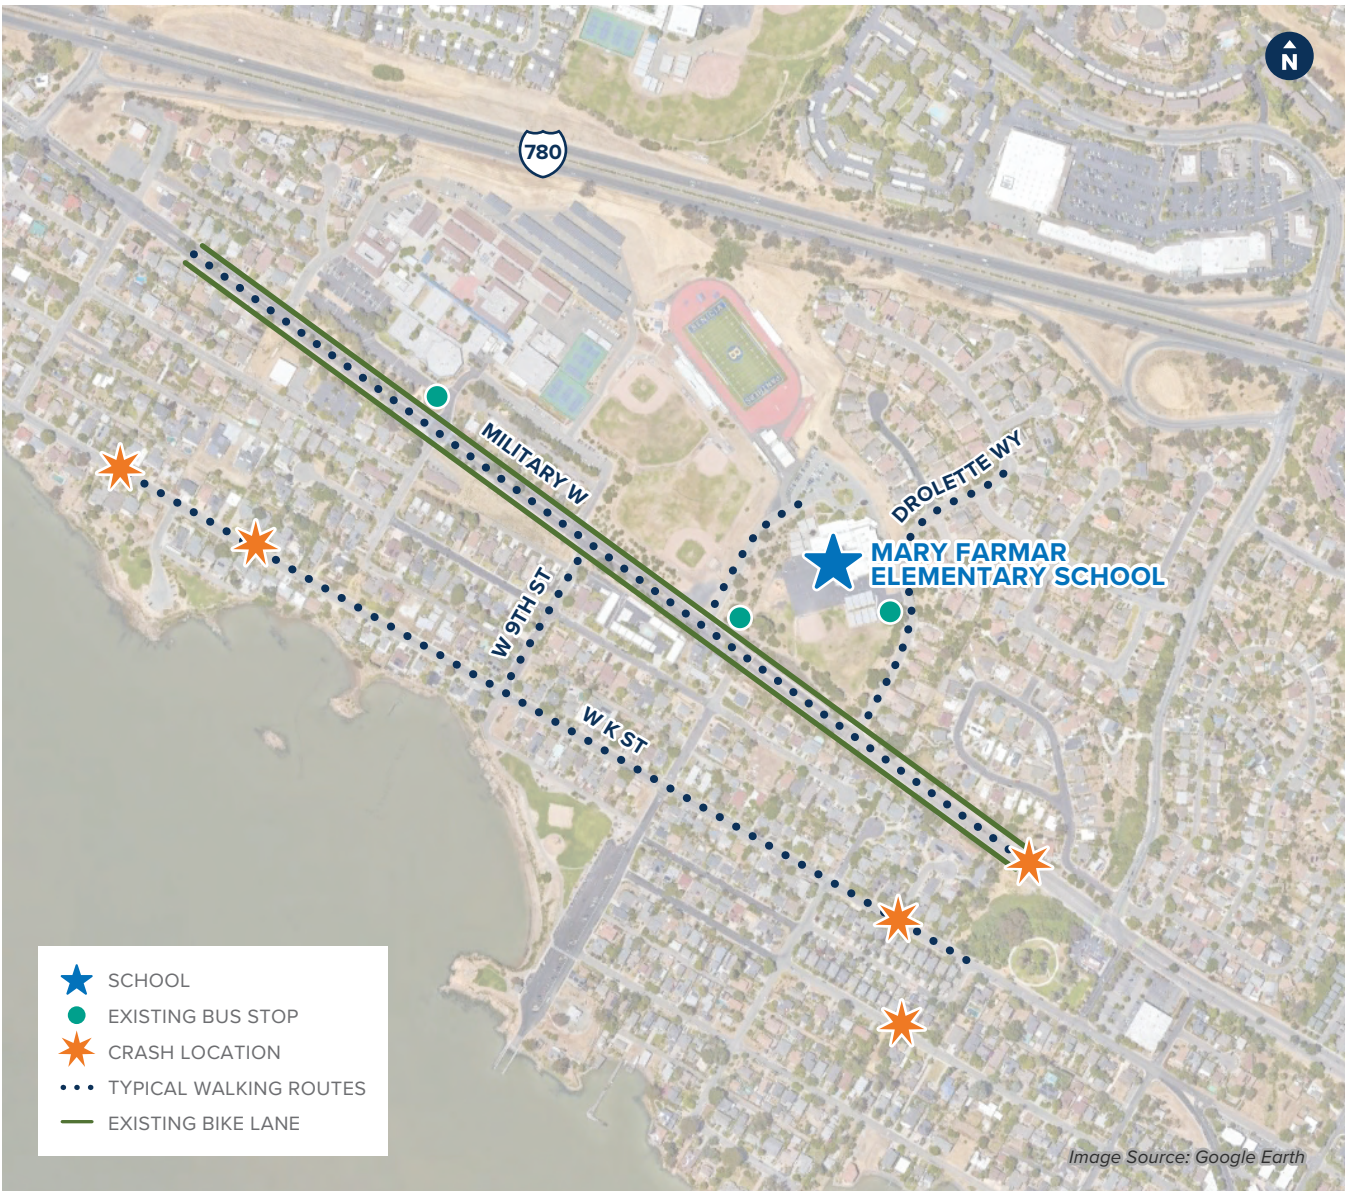 N
780
MILITARY W
DROLETTE WY
MARY FARMAR
ELEMENTARY SCHOOL
W 9TH ST
W K ST
B
SCHOOL
EXISTING BUS STOP
CRASH LOCATION
TYPICAL WALKING ROUTES
EXISTING BIKE LANE
Image Source: Google Earth